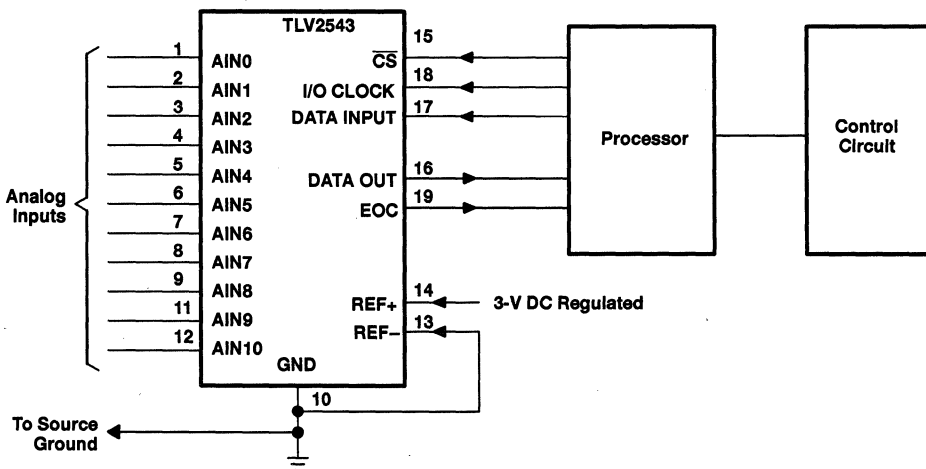 TLV2543
Analog
Inputs
1 AIN0
2 AIN1
3 AIN2
4 AIN3
5 AIN4
6 AIN5
7 AIN6
8 AIN7
9 AIN8
11 AIN9
12 AIN10
CS 15
I/O CLOCK 18
DATA INPUT 17
DATA OUT 16
EOC 19
REF+ 14 3-V DC Regulated
REF– 13
GND
10
To Source
Ground
Processor
Control
Circuit